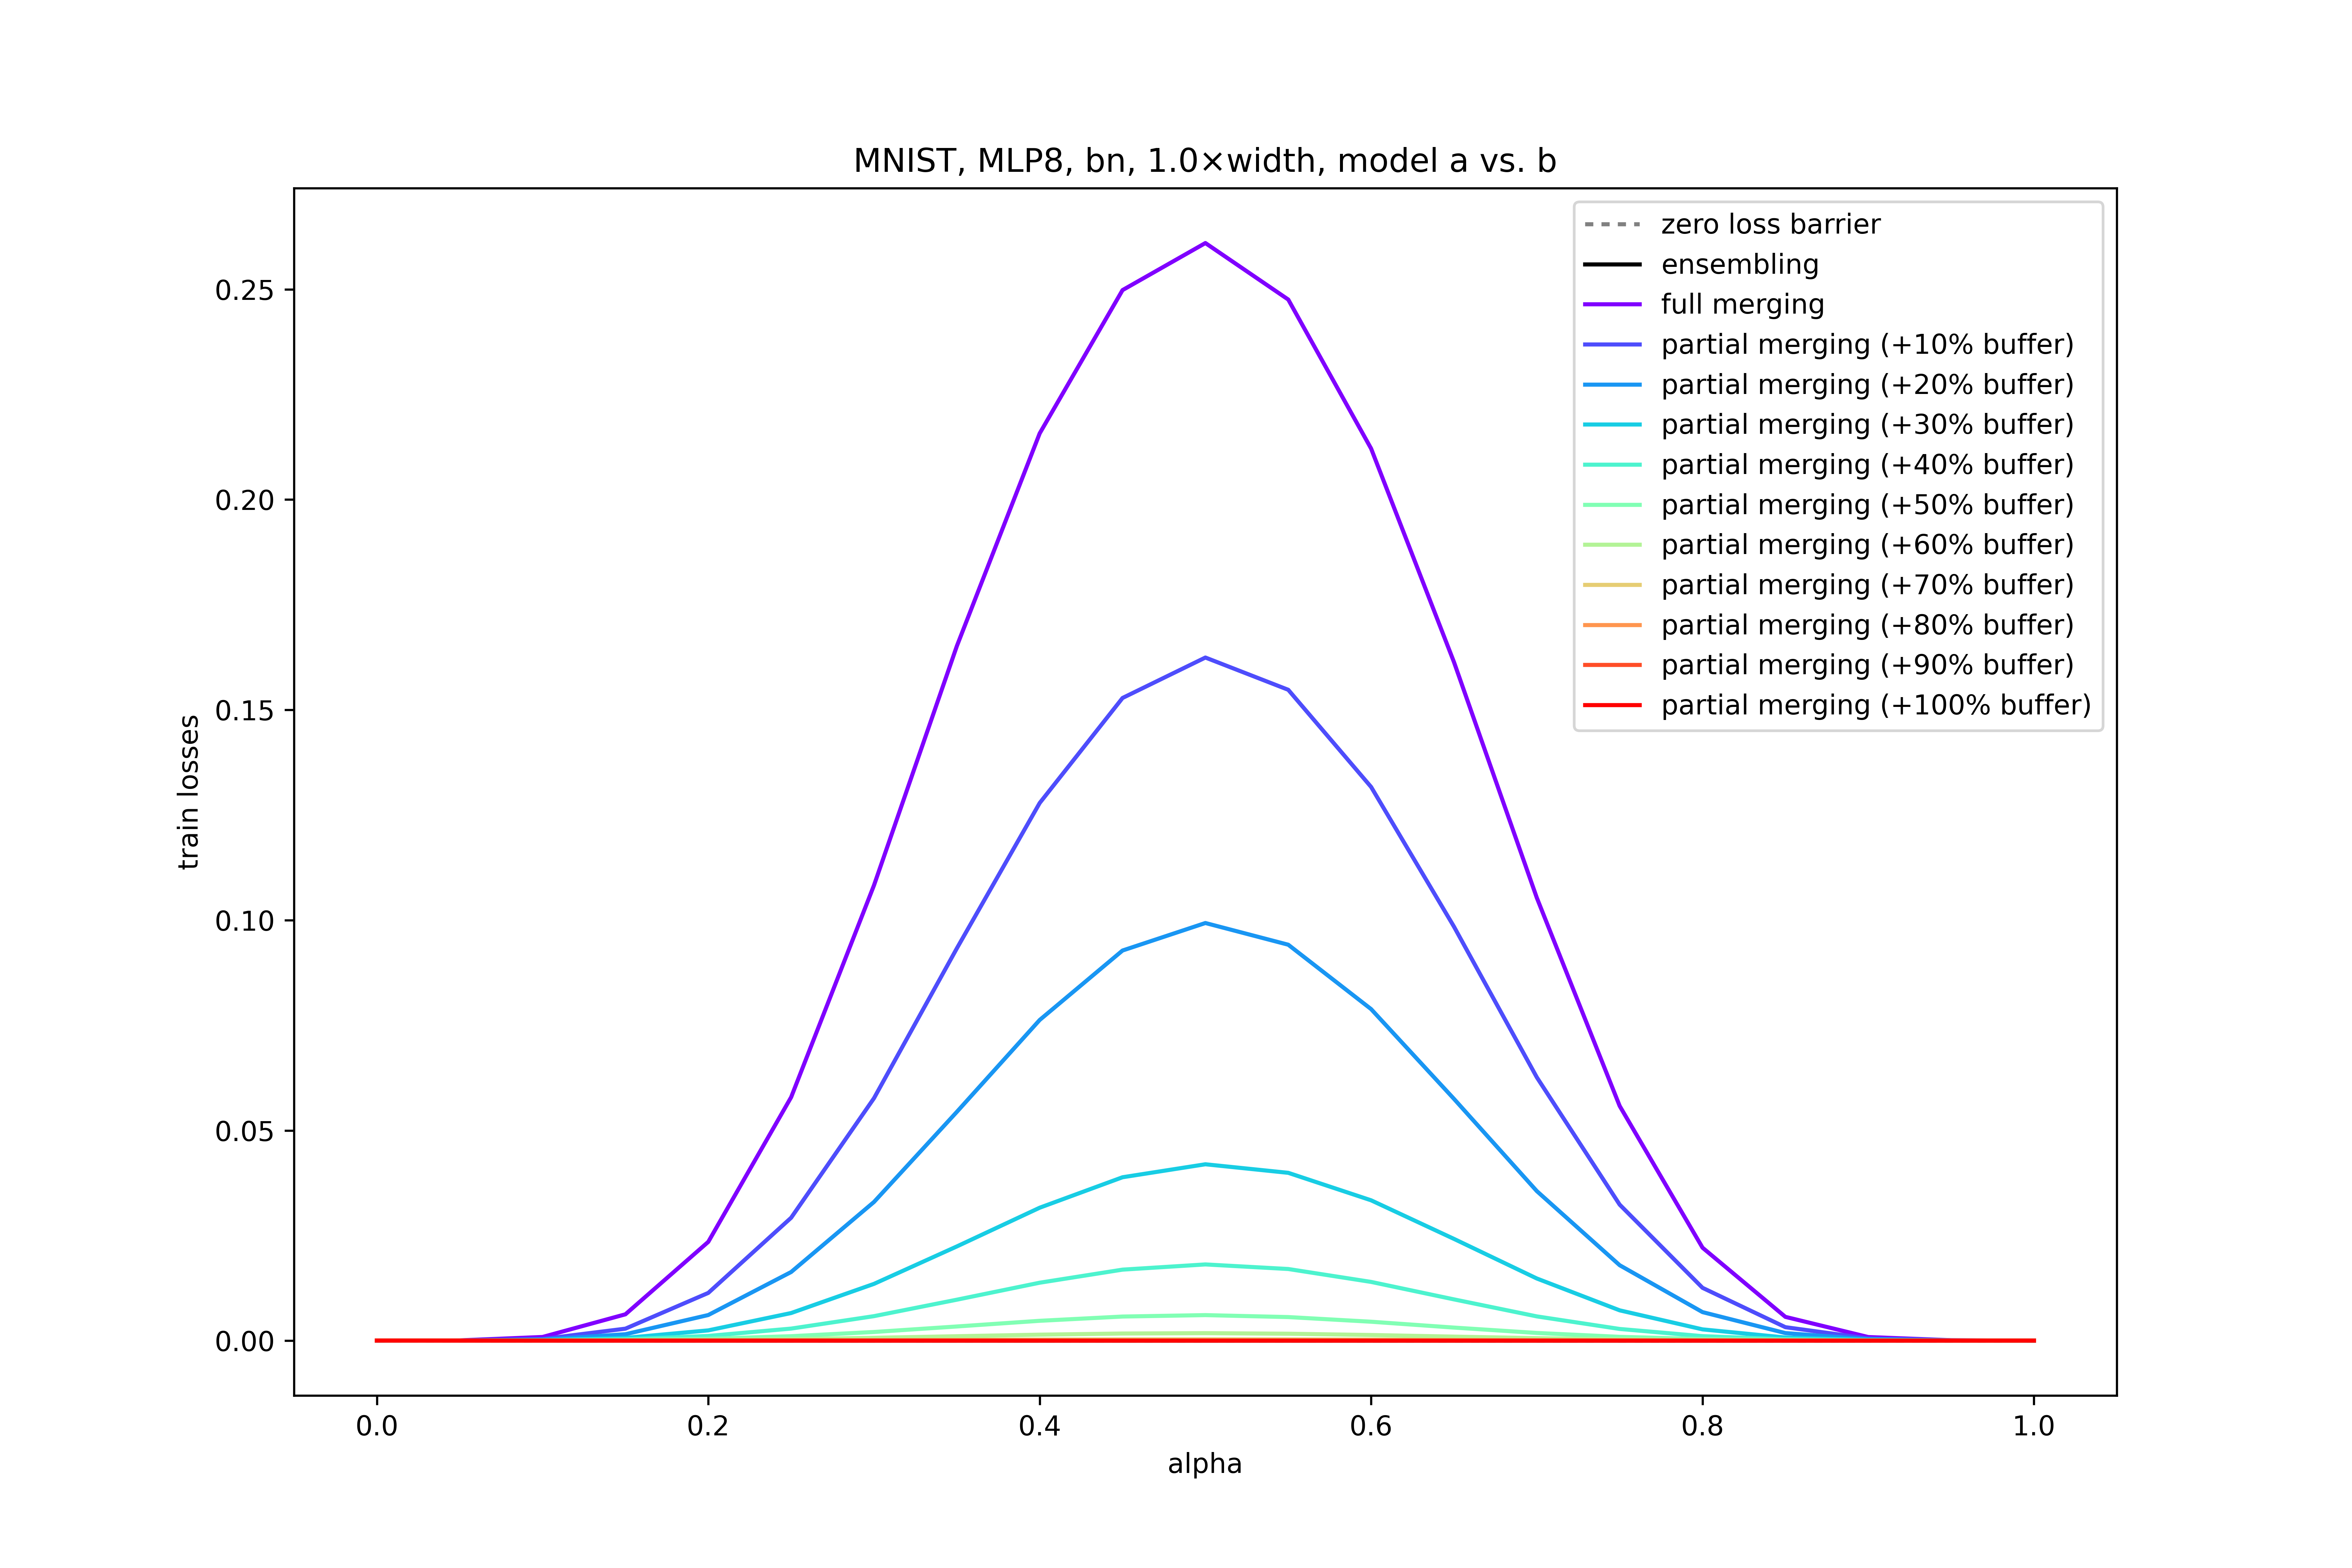 MNIST, MLP8, bn, 1.0×width, model a vs. b
zero loss barrier
ensembling
full merging
partial merging (+10% buffer)
partial merging (+20% buffer)
partial merging (+30% buffer)
partial merging (+40% buffer)
partial merging (+50% buffer)
partial merging (+60% buffer)
partial merging (+70% buffer)
partial merging (+80% buffer)
partial merging (+90% buffer)
partial merging (+100% buffer)
train losses
0.25
0.20
0.15
0.10
0.05
0.00
0.0 0.2 0.4 0.6 0.8 1.0
alpha